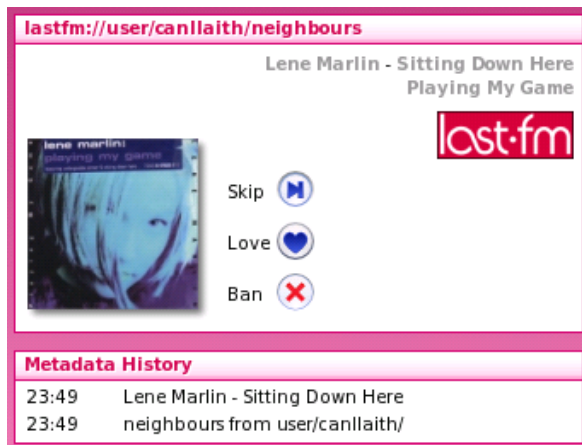 lastfm://user/canllaith/neighbours
Lene Marlin - Sitting Down Here
Playing My Game
last.fm
lene marlin:
playing my game
Skip
Love
Ban
Metadata History
23:49 Lene Marlin - Sitting Down Here
23:49 neighbours from user/canllaith/